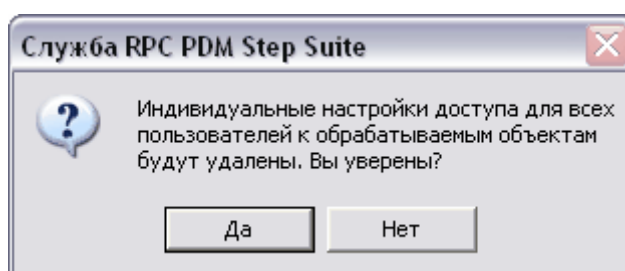 Служба RPC PDM Step Suite
Индивидуальные настройки доступа для всех
пользователей к обрабатываемым объектам
будут удалены. Вы уверены?
Да
Нет